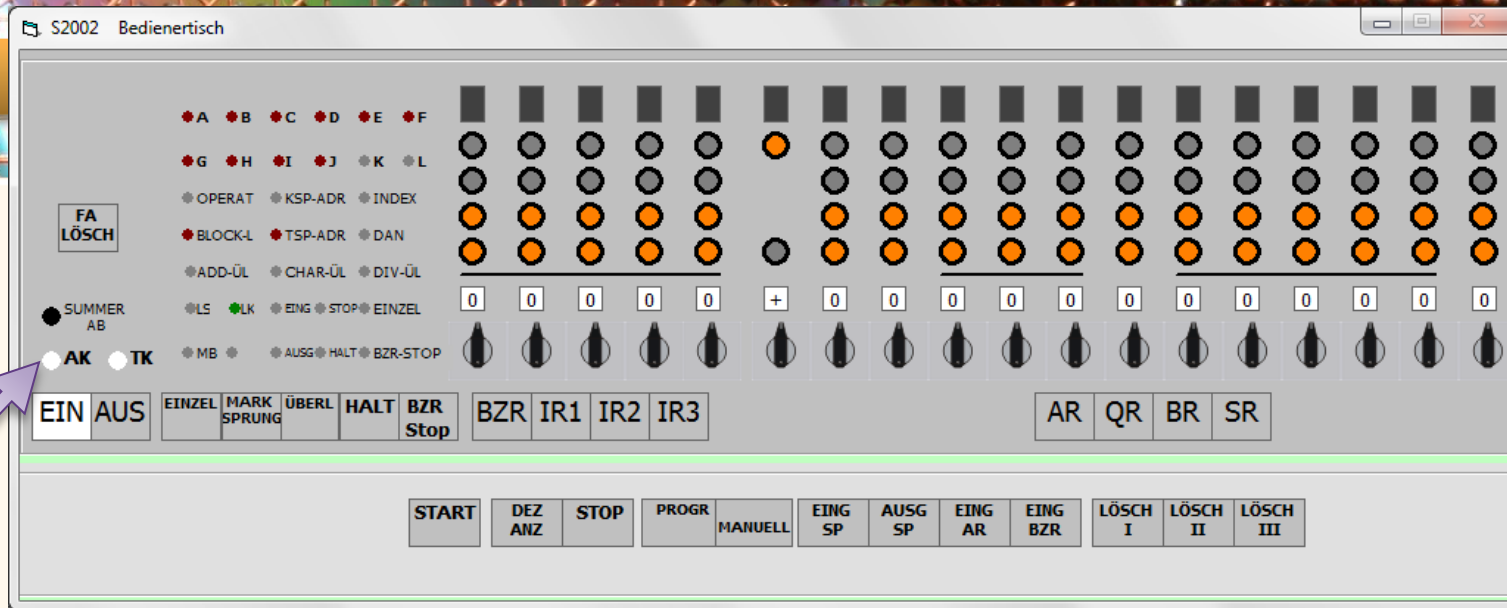 S2002 Bedienertisch
A B C D E F
G H I J K L
OPERAT KSP-ADR INDEX
FA
LÖSCH
BLOCK-L TSP-ADR DAN
ADD-ÜL CHAR-ÜL DIV-ÜL
0 0 0 0 0 + 0 0 0 0 0 0 0 0 0 0 0 0
SUMMER
AB
LS LK EING STOP EINZEL
AK TK
MB AUSG HALT BZR-STOP
EIN AUS
EINZEL
MARK
SPRUNG
ÜBERL
HALT
BZR
Stop
BZR IR1 IR2 IR3
AR QR BR SR
START
DEZ
ANZ
STOP
PROGR
MANUELL
EING
SP
AUSG
SP
EING
AR
EING
BZR
LÖSCH
I
LÖSCH
II
LÖSCH
III